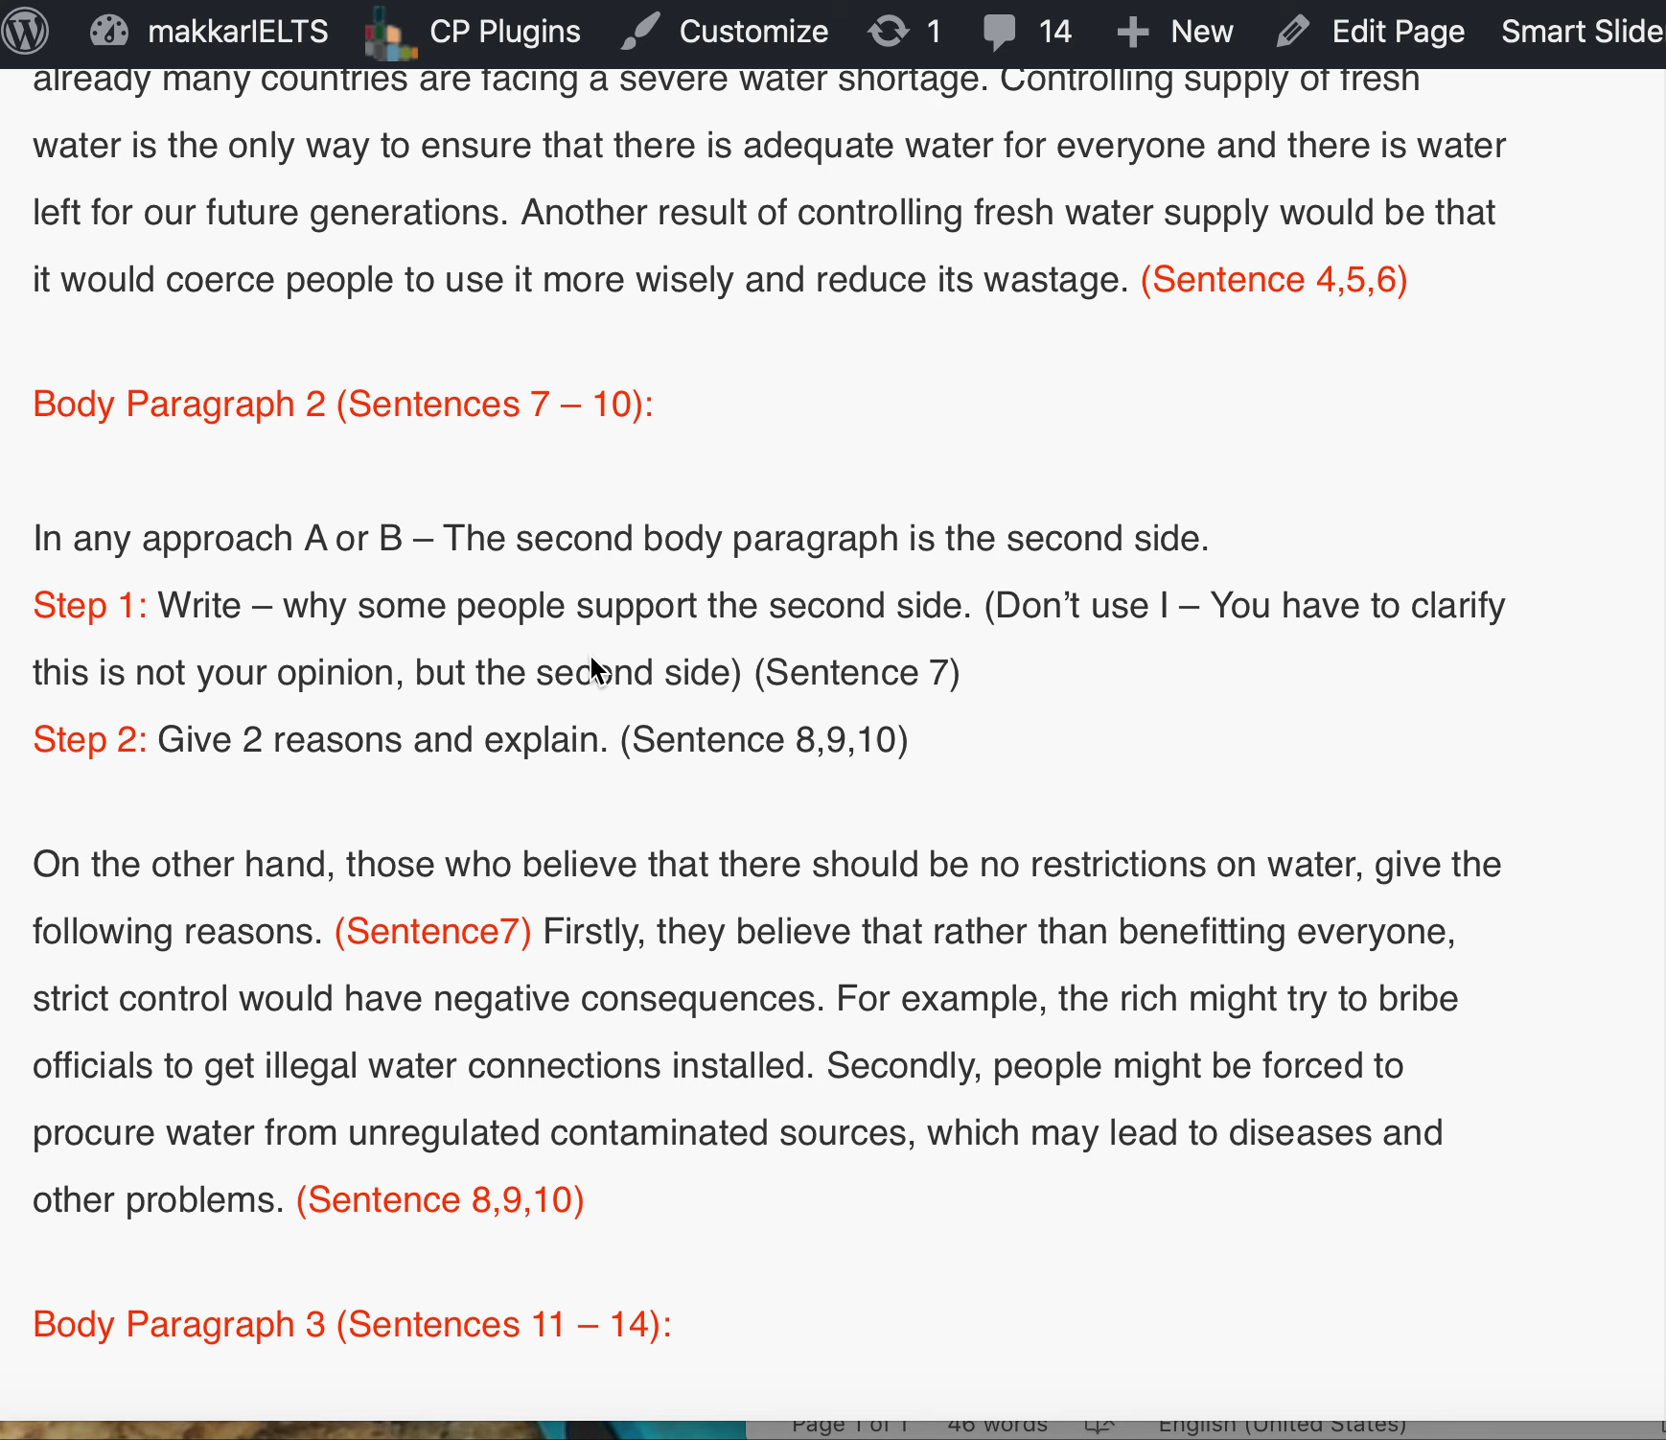 makkarIELTS CP Plugins Customize 1 14 New Edit Page Smart Slide
already many countries are facing a severe water shortage. Controlling supply of fresh
water is the only way to ensure that there is adequate water for everyone and there is water
left for our future generations. Another result of controlling fresh water supply would be that
it would coerce people to use it more wisely and reduce its wastage. (Sentence 4,5,6)
Body Paragraph 2 (Sentences 7 – 10):
In any approach A or B – The second body paragraph is the second side.
Step 1: Write – why some people support the second side. (Don’t use I – You have to clarify
this is not your opinion, but the second side) (Sentence 7)
Step 2: Give 2 reasons and explain. (Sentence 8,9,10)
On the other hand, those who believe that there should be no restrictions on water, give the
following reasons. (Sentence7) Firstly, they believe that rather than benefitting everyone,
strict control would have negative consequences. For example, the rich might try to bribe
officials to get illegal water connections installed. Secondly, people might be forced to
procure water from unregulated contaminated sources, which may lead to diseases and
other problems. (Sentence 8,9,10)
Body Paragraph 3 (Sentences 11 – 14):
Page 1 of 1 46 words English (United States)